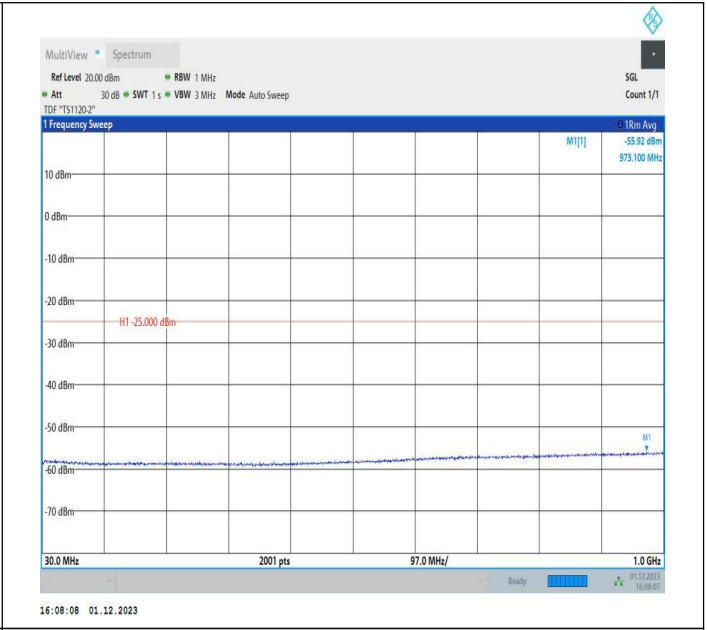 R&S
MultiView Spectrum
Ref Level 20.00 dBm RBW 1 MHz SGL
Att 30 dB SWT 1 s VBW 3 MHz Mode Auto Sweep Count 1/1
TDF "TS1120-2"
1 Frequency Sweep 1Rm Avg
M1[1] -55.92 dBm
973.100 MHz
10 dBm
0 dBm
-10 dBm
-20 dBm
H1 -25.000 dBm
-30 dBm
-40 dBm
-50 dBm
M1
-60 dBm
-70 dBm
30.0 MHz 2001 pts 97.0 MHz/ 1.0 GHz
Ready 01.12.2023
16:08:07
16:08:08 01.12.2023